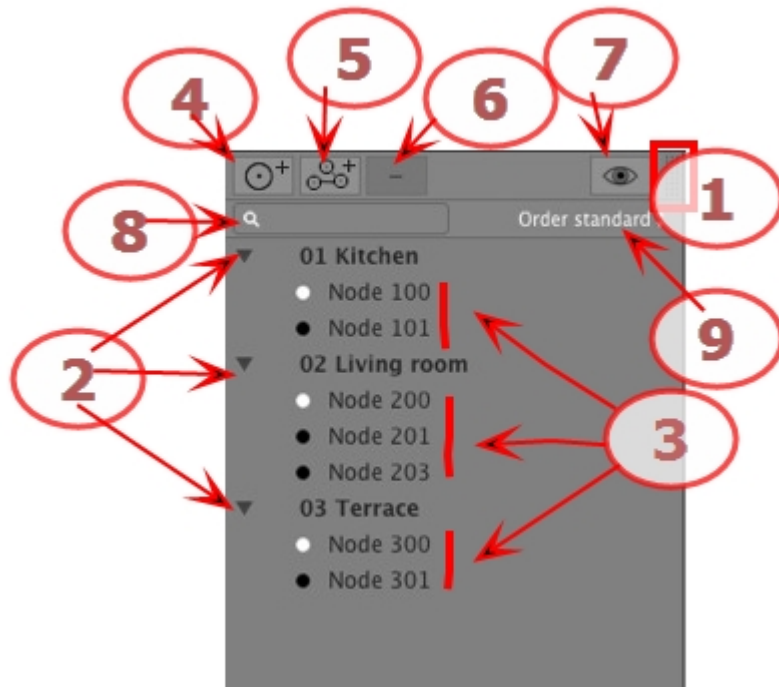 5
7
4
6
1
8
Order standard
01 Kitchen
Node 100
Node 101
9
2
02 Living room
Node 200
3
Node 201
Node 203
03 Terrace
Node 300
Node 301